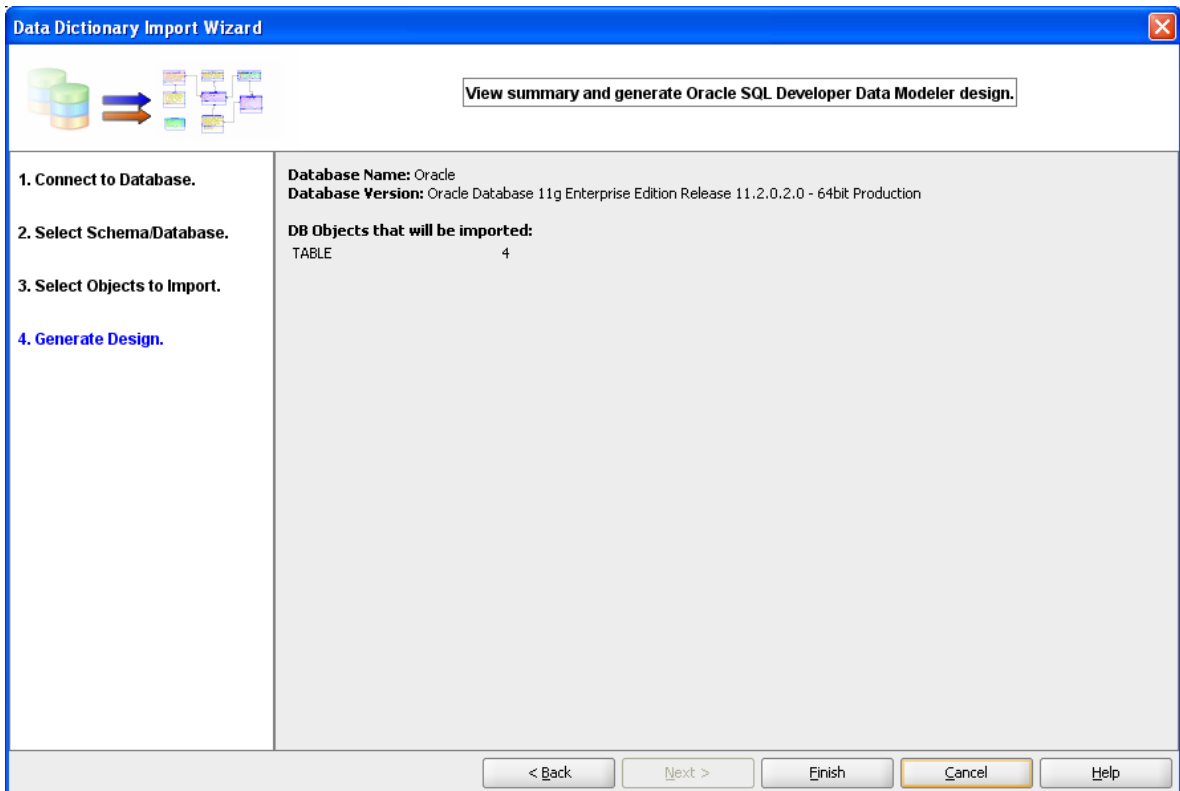 Data Dictionary Import Wizard
View summary and generate Oracle SQL Developer Data Modeler design.
1. Connect to Database.
2. Select Schema/Database.
3. Select Objects to Import.
4. Generate Design.
Database Name: Oracle
Database Version: Oracle Database 11g Enterprise Edition Release 11.2.0.2.0 - 64bit Production
DB Objects that will be imported:
TABLE 4
< Back Next > Finish Cancel Help